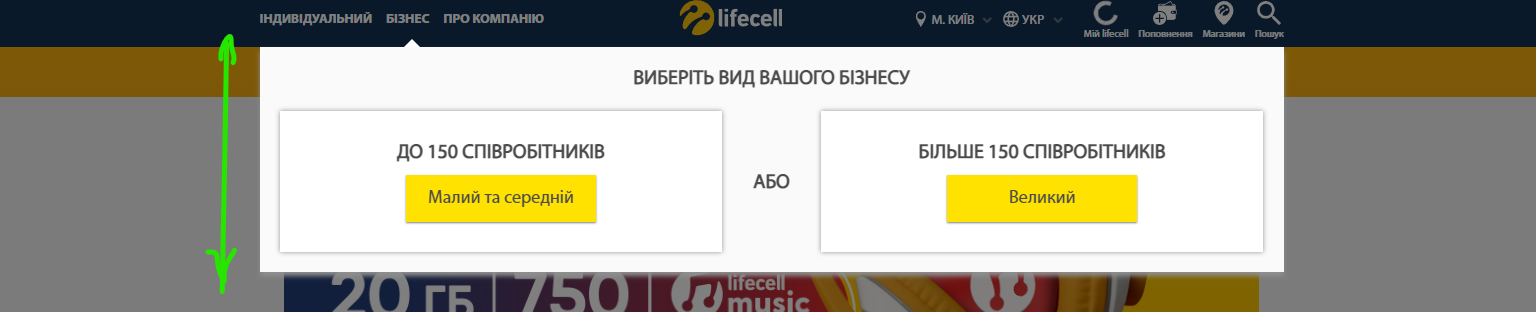 ІНДИВІДУАЛЬНИЙ БІЗНЕС ПРО КОМПАНІЮ lifecell М. КИЇВ УКР
Мій lifecell Поповнення Магазини Пошук
ВИБЕРІТЬ ВИД ВАШОГО БІЗНЕСУ
ДО 150 СПІВРОБІТНИКІВ
Малий та середній
АБО
БІЛЬШЕ 150 СПІВРОБІТНИКІВ
Великий
20 ГБ 750 lifecell
music